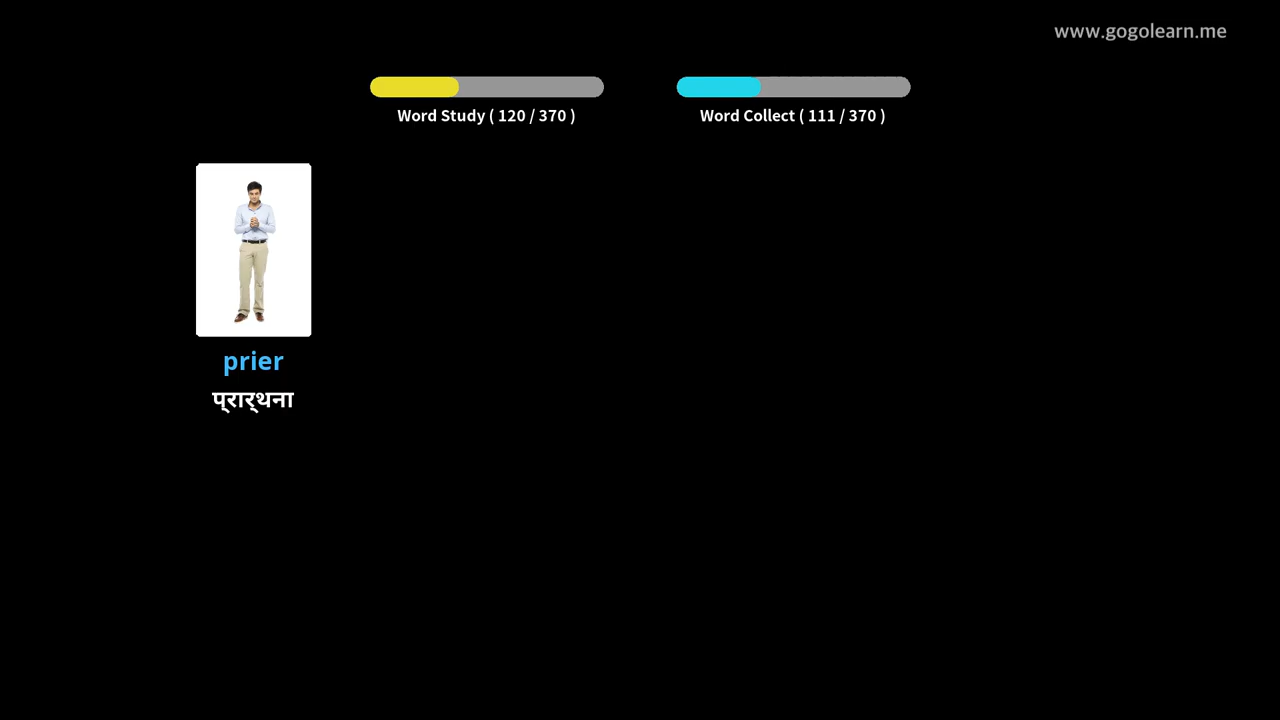 www.gogolearn.me
Word Study ( 120 / 370 )
Word Collect ( 111 / 370 )
prier
प्रार्थना